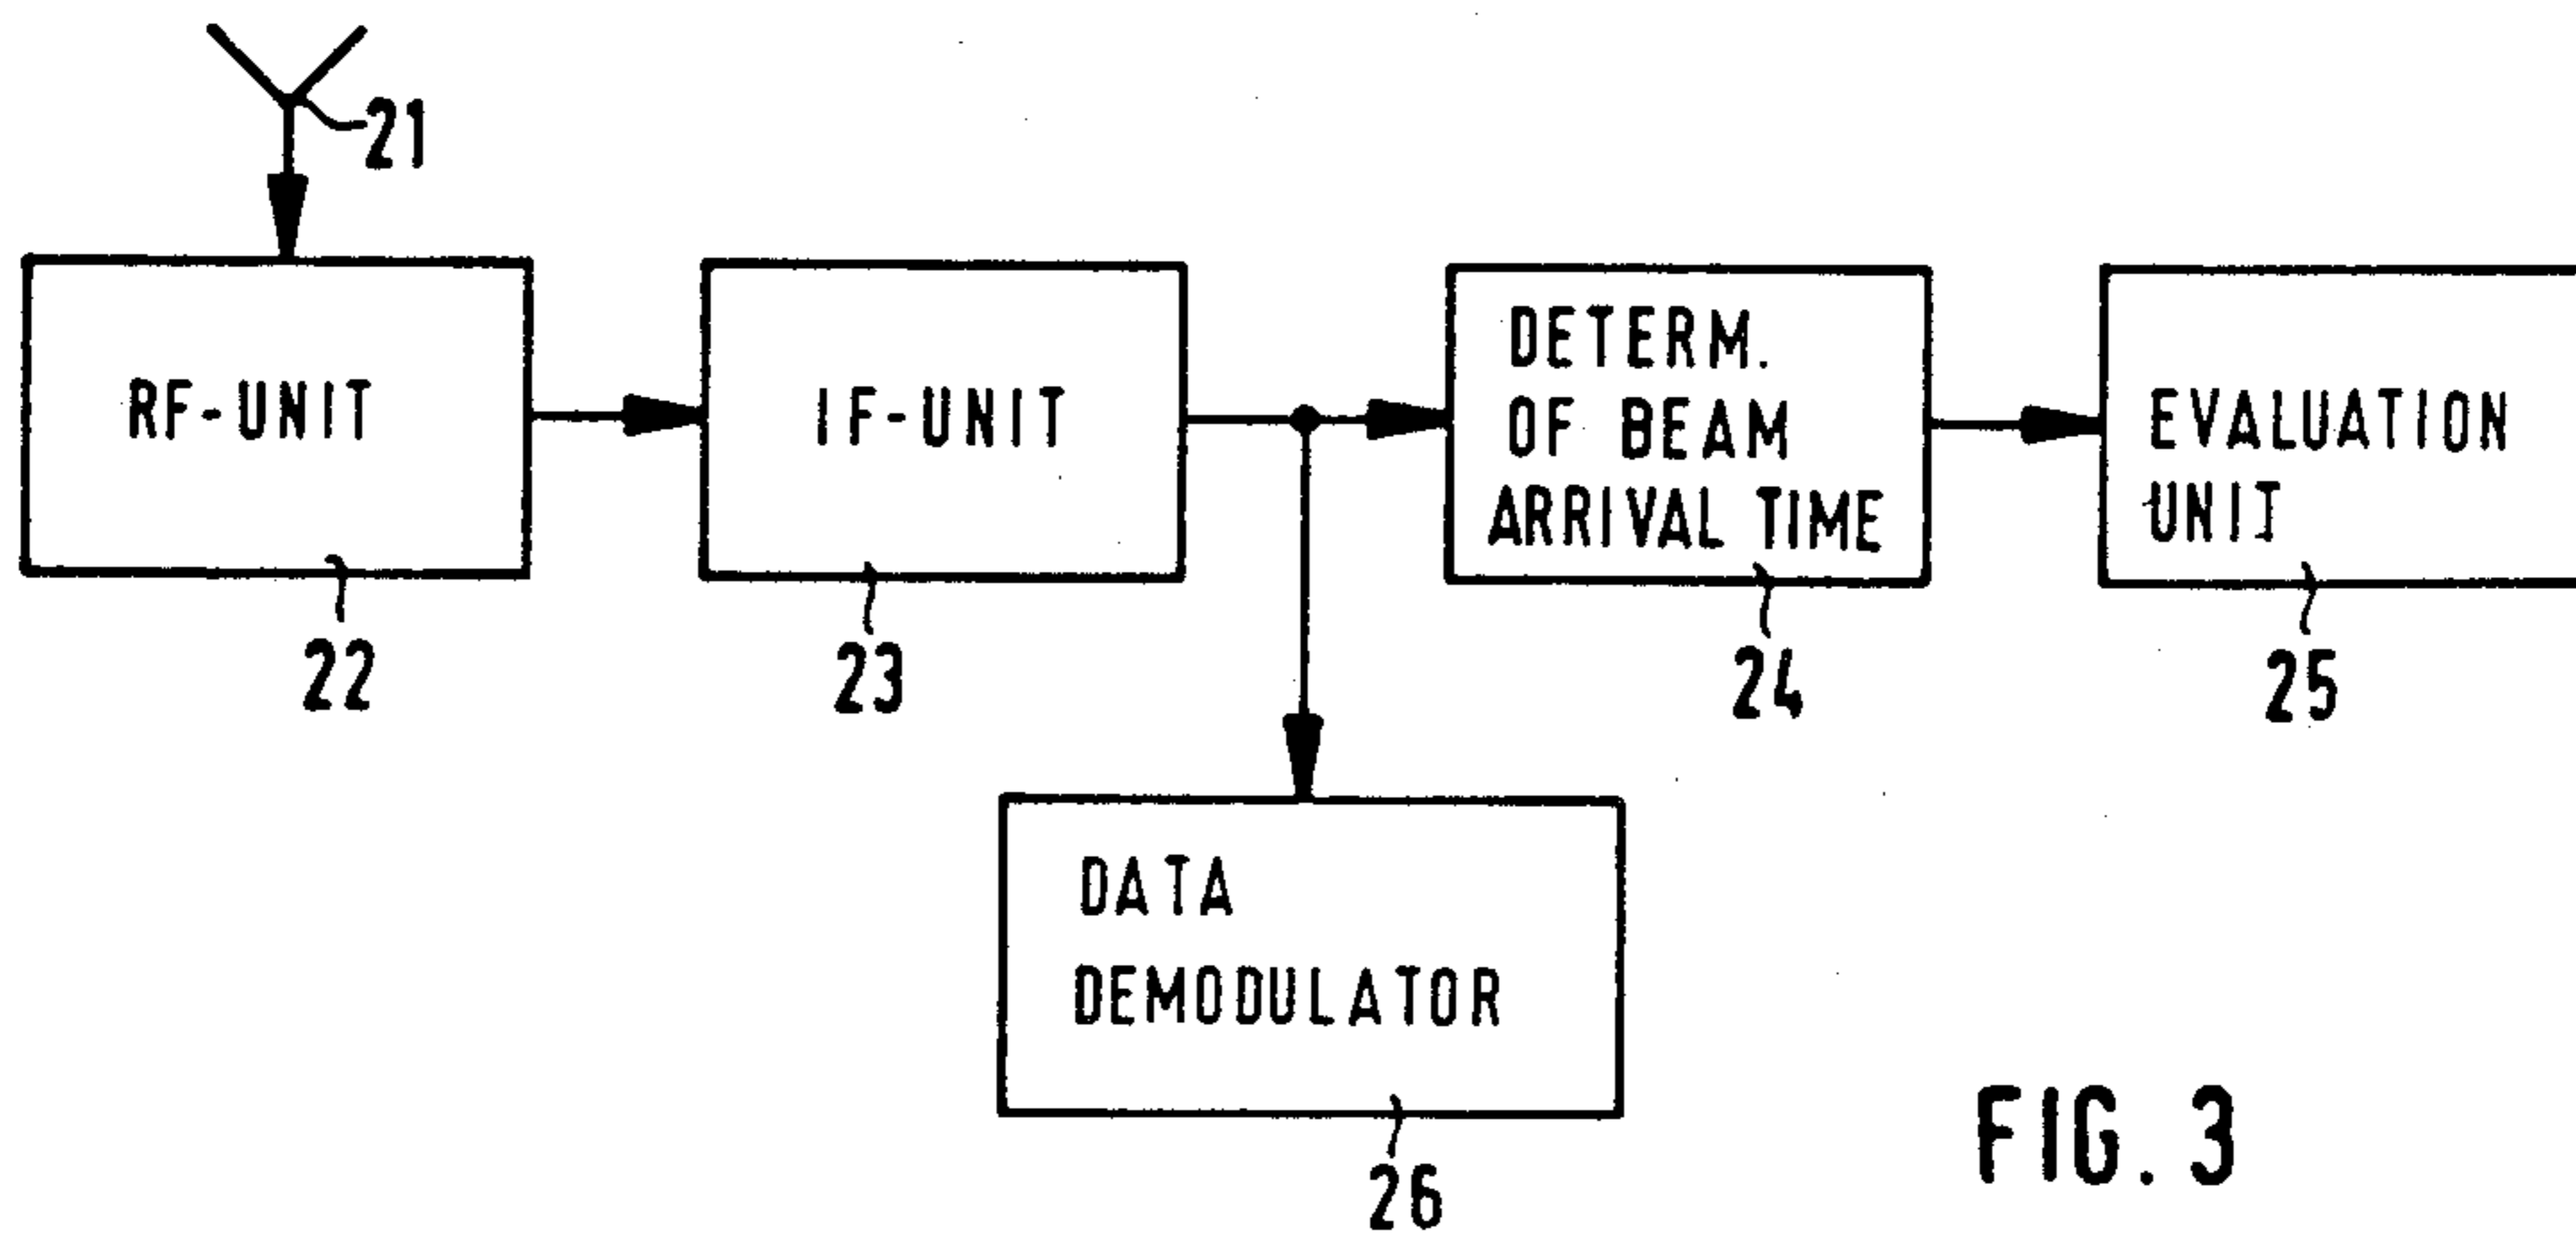 21
RF-UNIT
22
IF-UNIT
23
DETERM.
OF BEAM
ARRIVAL TIME
24
EVALUATION
UNIT
25
DATA
DEMODULATOR
26
FIG. 3